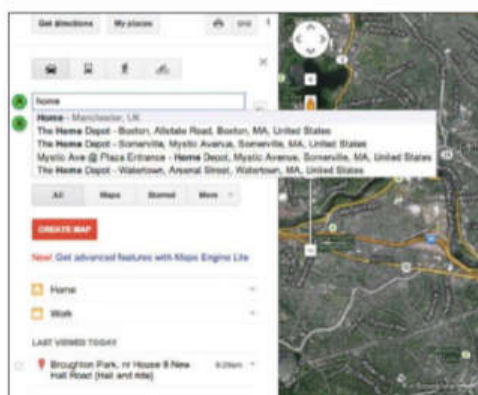 Get directions My places
A home
B
Home - Manchester, UK
The Home Depot - Boston, Allstate Road, Boston, MA, United States
The Home Depot - Somerville, Mystic Avenue, Somerville, MA, United States
Mystic Ave @ Plaza Entrance - Home Depot, Mystic Avenue, Somerville, MA, United States
The Home Depot - Watertown, Arsenal Street, Watertown, MA, United States
All Maps Starred More
CREATE MAP
New! Get advanced features with Maps Engine Lite
Home
Work
LAST VIEWED TODAY
Broughton Park, nr House 8 New
Hall Road (Hail and ride)